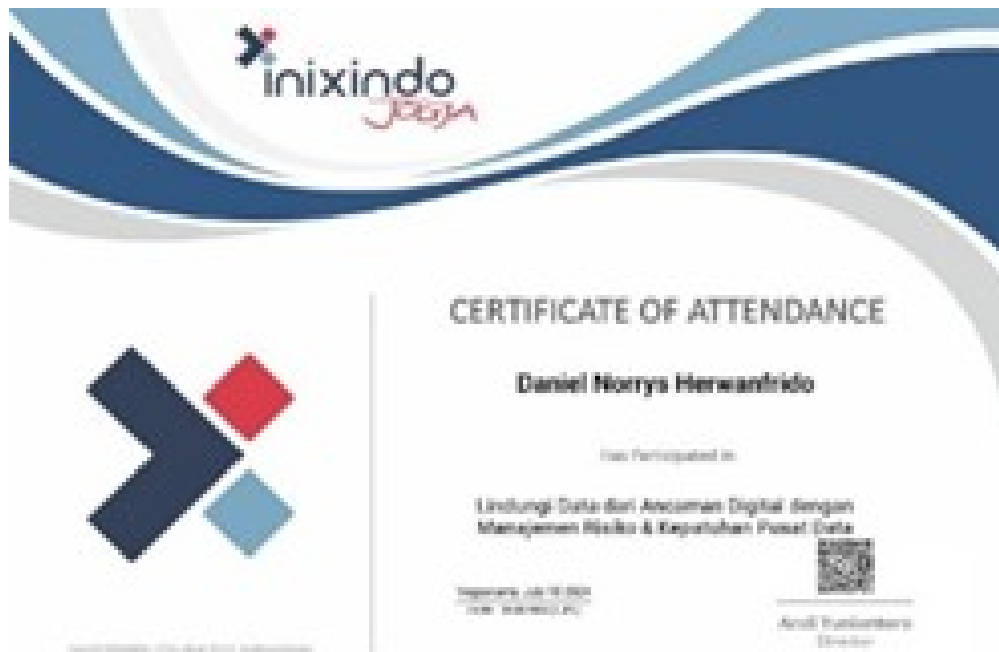 inixindo
JOGJA
CERTIFICATE OF ATTENDANCE
Daniel Norrys Herwanfrido
Has Participated in
Lindungi Data dari Ancaman Digital dengan
Manajemen Risiko & Kepatuhan Pusat Data
Director